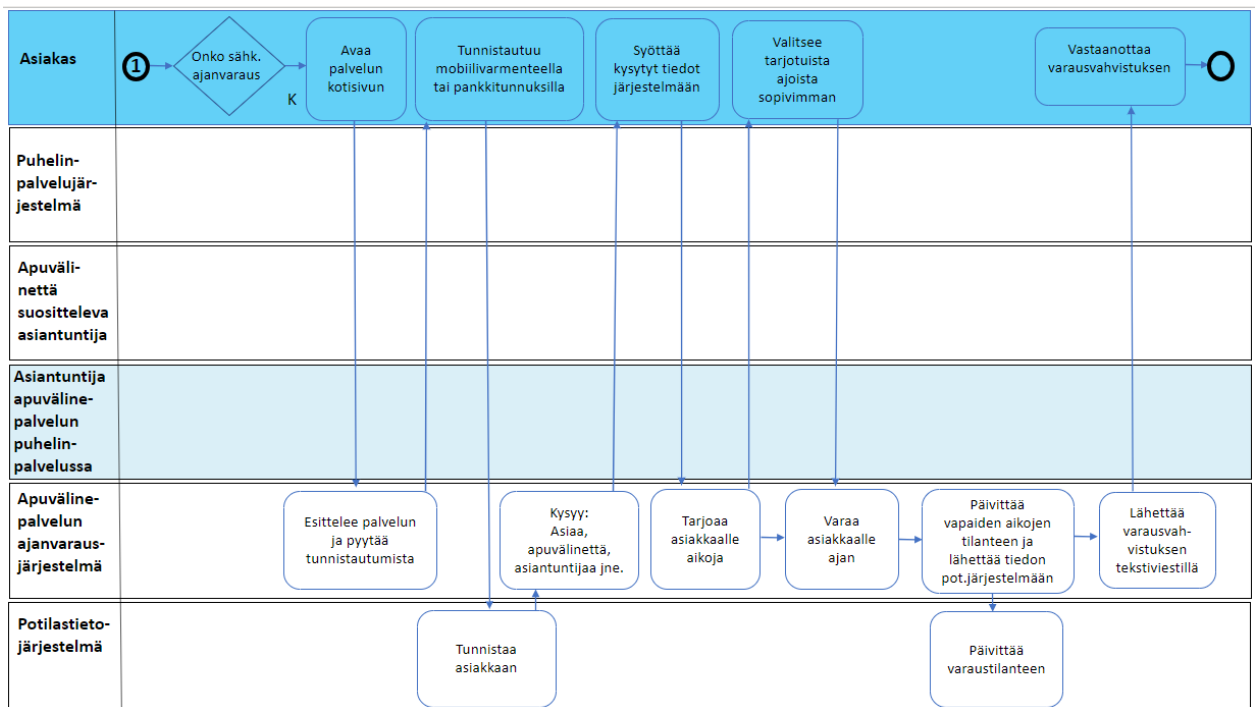 Asiakas
1
Onko sähk.
ajanvaraus
K
Avaa
palvelun
kotisivun
Tunnistautuu
mobiilivarmenteella
tai pankkitunnuksilla
Syöttää
kysytyt tiedot
järjestelmään
Valitsee
tarjotuista
ajoista
sopivimman
Vastaanottaa
varausvahvistuksen
Puhelin-
palvelujär-
jestelmä
Apuväli-
nettä
suositteleva
asiantuntija
Asiantuntija
apuväline-
palvelun
puhelin-
palvelussa
Apuväline-
palvelun
ajanvaraus-
järjestelmä
Esittelee palvelun
ja pyytää
tunnistautumista
Kysyy:
Asiaa,
apuvälinettä,
asiantuntijaa jne.
Tarjoaa
asiakkaalle
aikoja
Varaa
asiakkaalle
ajan
Päivittää
vapaiden aikojen
tilanteen ja
lähettää tiedon
pot.järjestelmään
Lähettää
varausvah-
vistuksen
tekstiviestillä
Potilastieto-
järjestelmä
Tunnistaa
asiakkaan
Päivittää
varaustilanteen